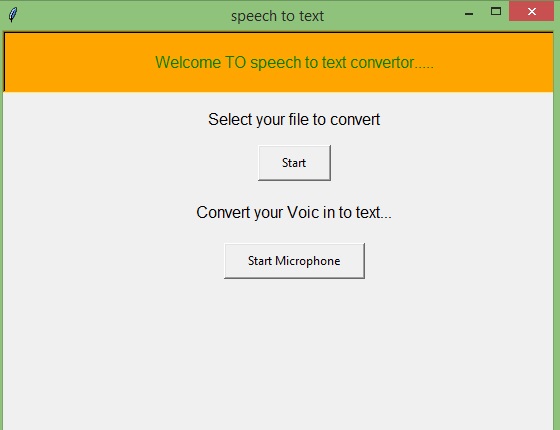 speech to text
Welcome TO speech to text convertor.....
Select your file to convert
Start
Convert your Voic in to text...
Start Microphone